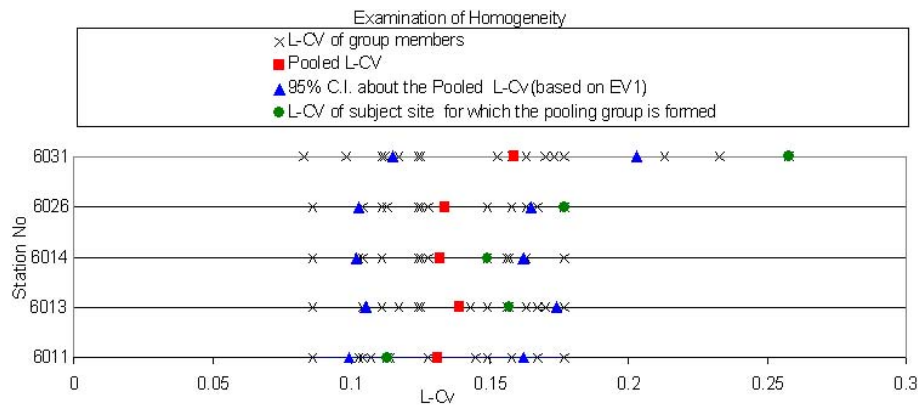 Examination of Homogeneity
L-CV of group members
Pooled L-CV
95% C.I. about the Pooled L-Cv(based on EV1)
L-CV of subject site for which the pooling group is formed
Station No
6031
6026
6014
6013
6011
0 0.05 0.1 0.15 0.2 0.25 0.3
L-Cv